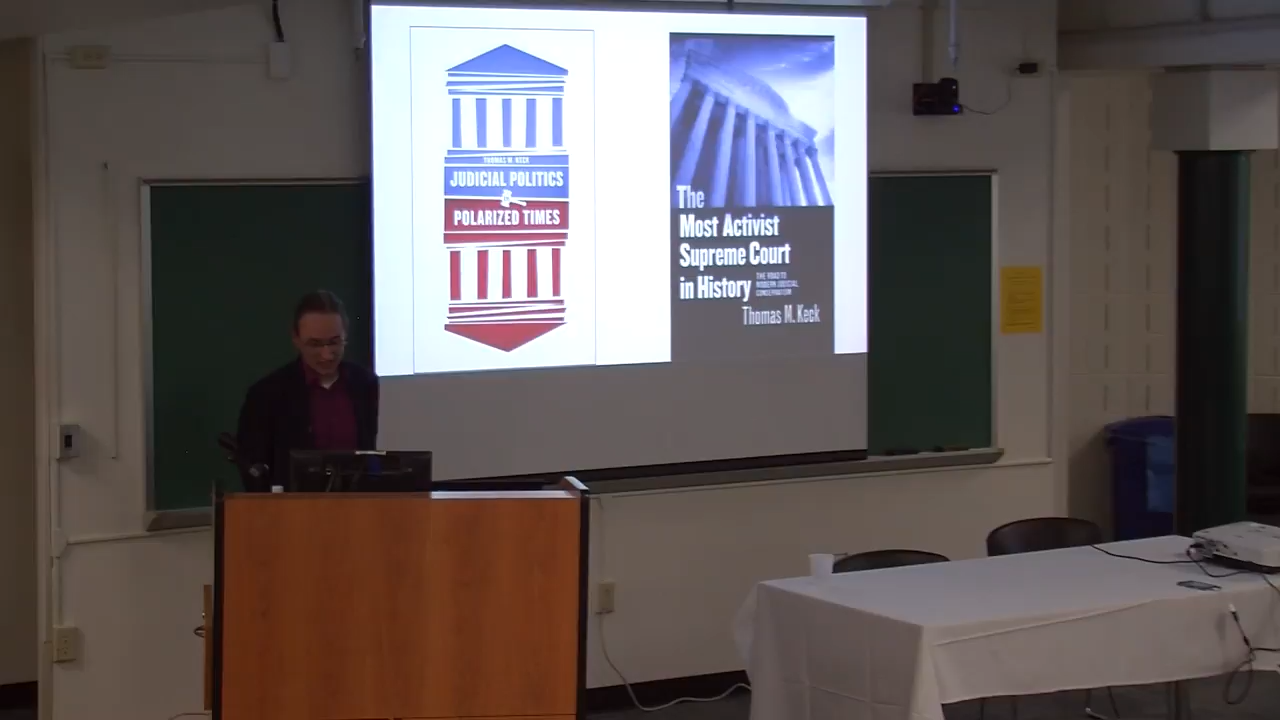 THOMAS M. KECK
JUDICIAL POLITICS
IN
POLARIZED TIMES
The
Most Activist
Supreme Court
in History
THE ROAD TO
MODERN JUDICIAL
CONSERVATISM
Thomas M. Keck